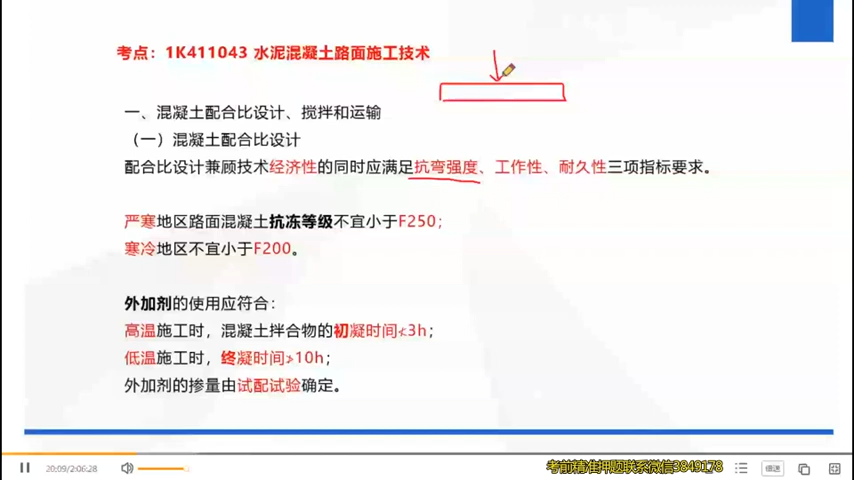 考点：1K411043 水泥混凝土路面施工技术
一、混凝土配合比设计、搅拌和运输
（一）混凝土配合比设计
配合比设计兼顾技术经济性的同时应满足抗弯强度、工作性、耐久性三项指标要求。
严寒地区路面混凝土抗冻等级不宜小于F250；
寒冷地区不宜小于F200。
外加剂的使用应符合：
高温施工时，混凝土拌合物的初凝时间≮3h；
低温施工时，终凝时间≯10h；
外加剂的掺量由试配试验确定。
20:09/2:06:28
考前精准押题联系微信3849178
倍速